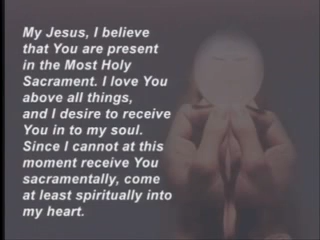 My Jesus, I believe
that You are present
in the Most Holy
Sacrament. I love You
above all things,
and I desire to receive
You in to my soul.
Since I cannot at this
moment receive You
sacramentally, come
at least spiritually into
my heart.